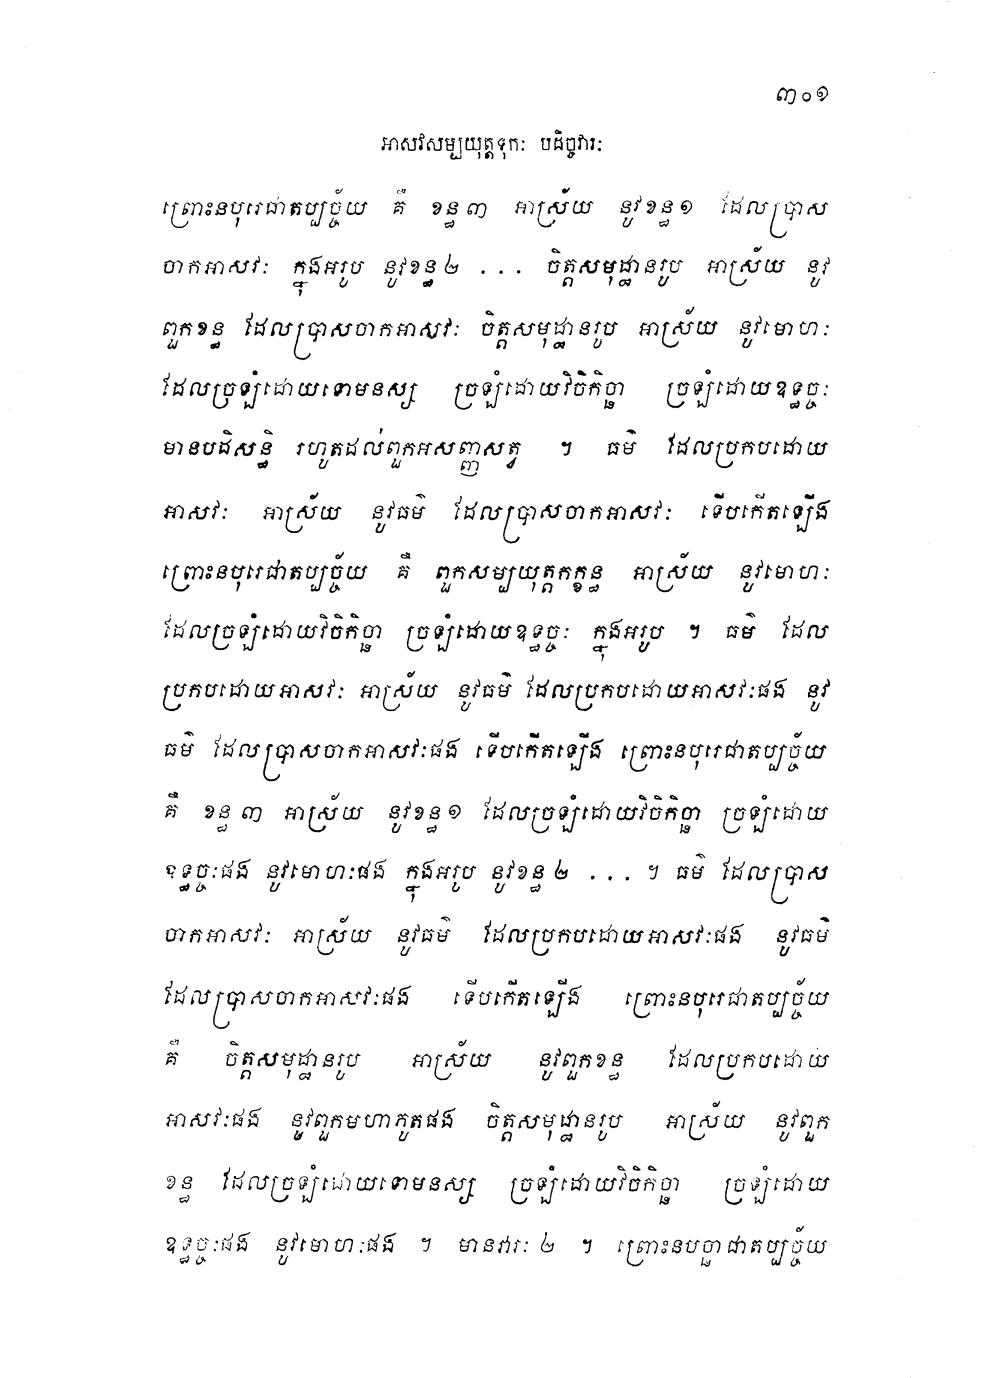 ៣០១
អាសវសម្បយុត្តទុកៈ បដិច្ចវារៈ
ព្រោះនបុរេជាតប្បច្ច័យ គឺ ខន្ធ ៣ អាស្រ័យ នូវខន្ធ ១ ដែលប្រាស
ចាកអាសវៈ ក្នុងអរូប នូវខន្ធ ២ ... ចិត្តសមុដ្ឋានរូប អាស្រ័យ នូវ
ពួកខន្ធ ដែលប្រាសចាកអាសវៈ ចិត្តសមុដ្ឋានរូប អាស្រ័យ នូវមោហៈ
ដែលច្រឡំដោយទោមនស្ស ច្រឡំដោយវិចិកិច្ឆា ច្រឡំដោយឧទ្ធច្ចៈ
មានបដិសន្ធិ រហូតដល់ពួកអសញ្ញសត្វ ។ ធម៌ ដែលប្រកបដោយ
អាសវៈ អាស្រ័យ នូវធម៌ ដែលប្រាសចាកអាសវៈ ទើបកើតឡើង
ព្រោះនបុរេជាតប្បច្ច័យ គឺ ពួកសម្បយុត្តកក្ខន្ធ អាស្រ័យ នូវមោហៈ
ដែលច្រឡំដោយវិចិកិច្ឆា ច្រឡំដោយឧទ្ធច្ចៈ ក្នុងអរូប ។ ធម៌ ដែល
ប្រកបដោយអាសវៈ អាស្រ័យ នូវធម៌ ដែលប្រកបដោយអាសវៈផង នូវ
ធម៌ ដែលប្រាសចាកអាសវៈផង ទើបកើតឡើង ព្រោះនបុរេជាតប្បច្ច័យ
គឺ ខន្ធ ៣ អាស្រ័យ នូវខន្ធ ១ ដែលច្រឡំដោយវិចិកិច្ឆា ច្រឡំដោយ
ឧទ្ធច្ចៈផង នូវមោហៈផង ក្នុងអរូប នូវខន្ធ ២ ... ។ ធម៌ ដែលប្រាស
ចាកអាសវៈ អាស្រ័យ នូវធម៌ ដែលប្រកបដោយអាសវៈផង នូវធម៌
ដែលប្រាសចាកអាសវៈផង ទើបកើតឡើង ព្រោះនបុរេជាតប្បច្ច័យ
គឺ ចិត្តសមុដ្ឋានរូប អាស្រ័យ នូវពួកខន្ធ ដែលប្រកបដោយ
អាសវៈផង នូវពួកមហាភូតផង ចិត្តសមុដ្ឋានរូប អាស្រ័យ នូវពួក
ខន្ធ ដែលច្រឡំដោយទោមនស្ស ច្រឡំដោយវិចិកិច្ឆា ច្រឡំដោយ
ឧទ្ធច្ចៈផង នូវមោហៈផង ។ មានវារៈ ២ ។ ព្រោះនបច្ឆាជាតប្បច្ច័យ